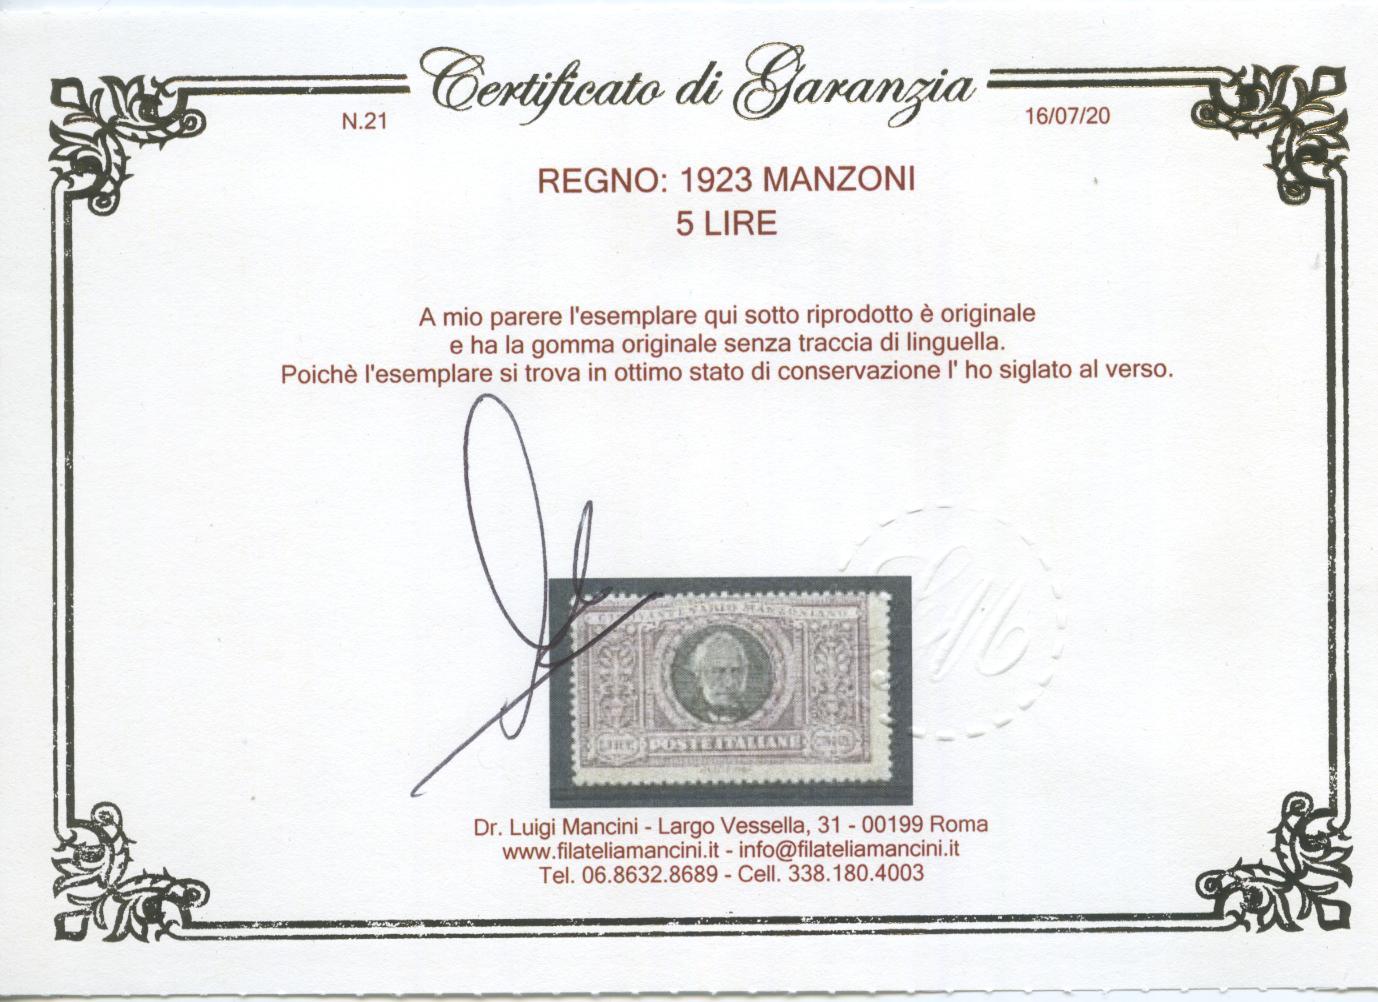 Certificato di Garanzia
N.21
16/07/20
REGNO: 1923 MANZONI
5 LIRE
A mio parere l'esemplare qui sotto riprodotto è originale
e ha la gomma originale senza traccia di linguella.
Poichè l'esemplare si trova in ottimo stato di conservazione l' ho siglato al verso.
MANZONIANO
POSTE ITALIANE
Dr. Luigi Mancini - Largo Vessella, 31 - 00199 Roma
www.filateliamancini.it - info@filateliamancini.it
Tel. 06.8632.8689 - Cell. 338.180.4003